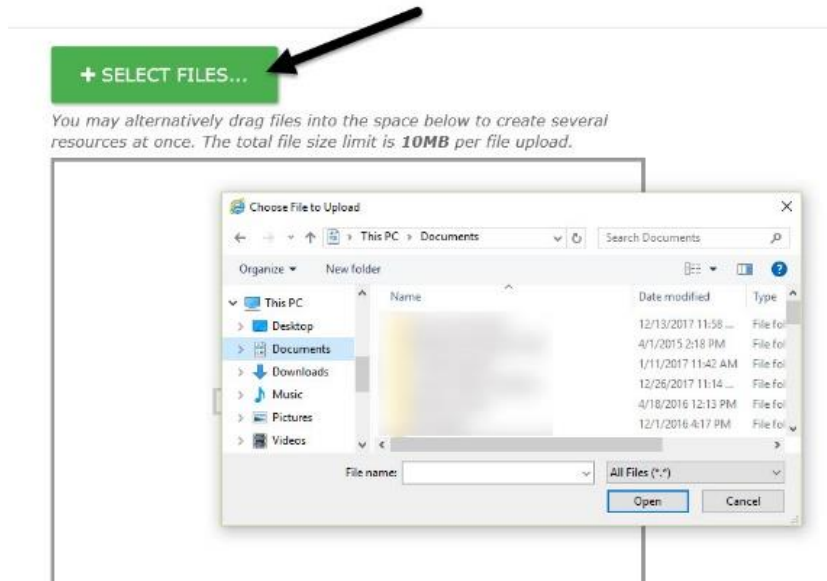 + SELECT FILES...
You may alternatively drag files into the space below to create several
resources at once. The total file size limit is 10MB per file upload.
Choose File to Upload
This PC > Documents
Search Documents
Organize
New folder
Name
Date modified
Type
This PC
Desktop
Documents
Downloads
Music
Pictures
Videos
12/13/2017 11:58 ...
File fol
4/1/2015 2:18 PM
File fol
1/11/2017 11:42 AM
File fol
12/26/2017 11:14 ...
File fol
4/18/2016 12:13 PM
File fol
12/1/2016 4:17 PM
File fol
File name:
All Files (*.*)
Open
Cancel